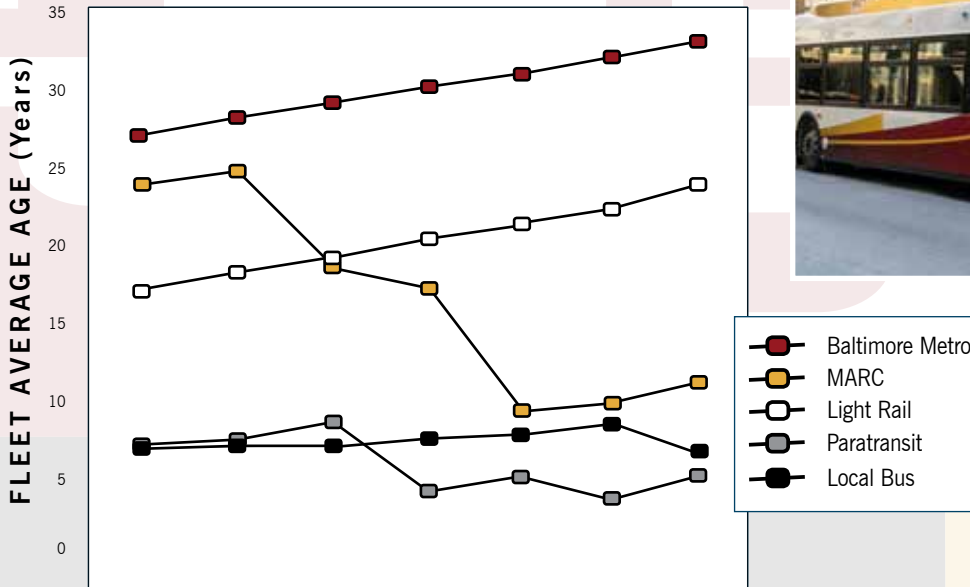 FLEET AVERAGE AGE (Years)
35
30
25
20
15
10
5
0
Baltimore Metro
MARC
Light Rail
Paratransit
Local Bus